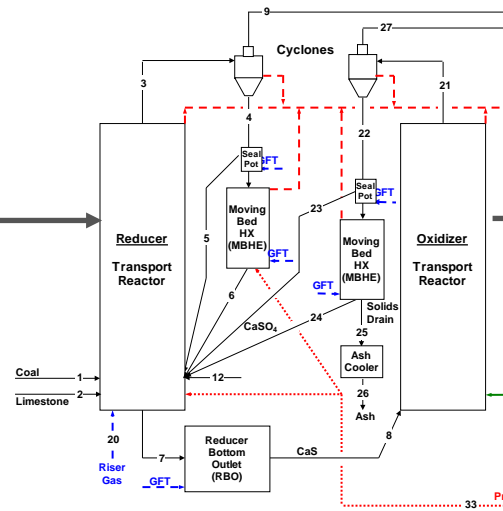 9
27
Cyclones
3
21
4
22
Seal
Pot
GFT
Seal
Pot
GFT
Reducer
Transport
Reactor
5
Moving
Bed
HX
(MBHE)
23
Moving
Bed
HX
(MBHE)
Oxidizer
Transport
Reactor
GFT
GFT
6
CaSO4
24
Solids
Drain
25
Ash
Cooler
26
Ash
Coal
1
12
Limestone
2
20
Riser
Gas
7
Reducer
Bottom
Outlet
(RBO)
CaS
8
GFT
33